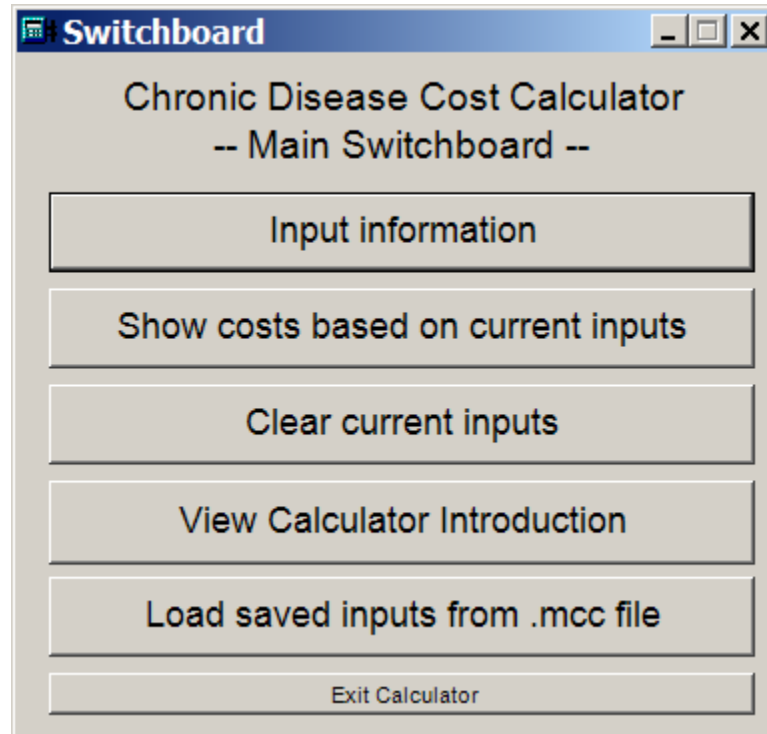 Switchboard
Chronic Disease Cost Calculator
-- Main Switchboard --
Input information
Show costs based on current inputs
Clear current inputs
View Calculator Introduction
Load saved inputs from .mcc file
Exit Calculator